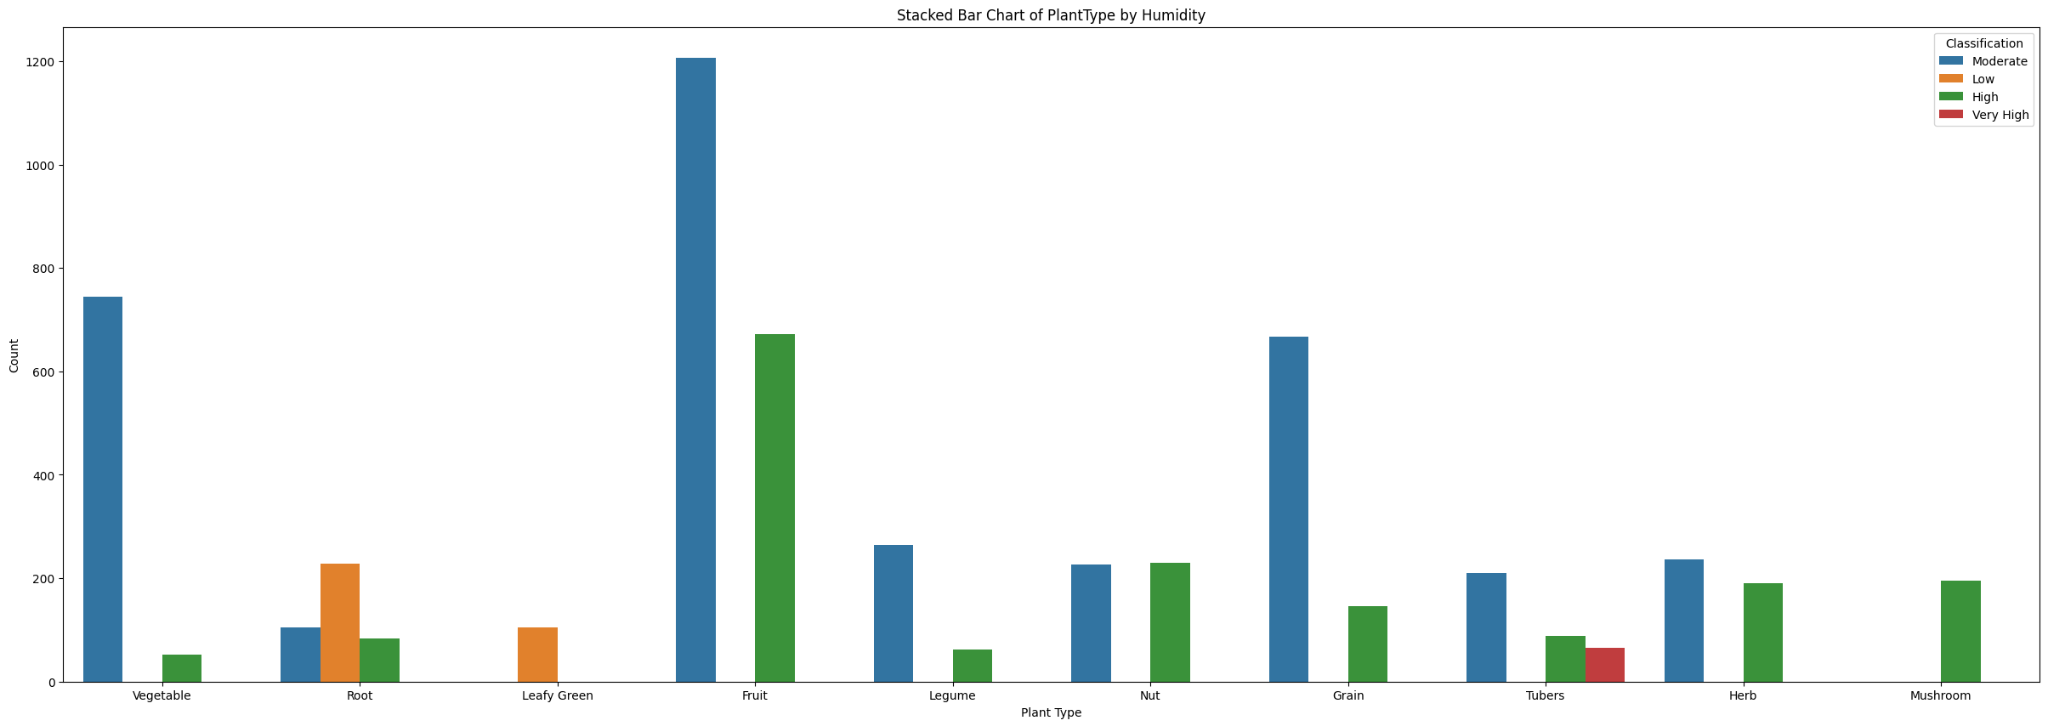 Stacked Bar Chart of PlantType by Humidity
Classification
Moderate
Low
High
Very High
Count
1200
1000
800
600
400
200
0
Vegetable Root Leafy Green Fruit Legume Nut Grain Tubers Herb Mushroom
Plant Type